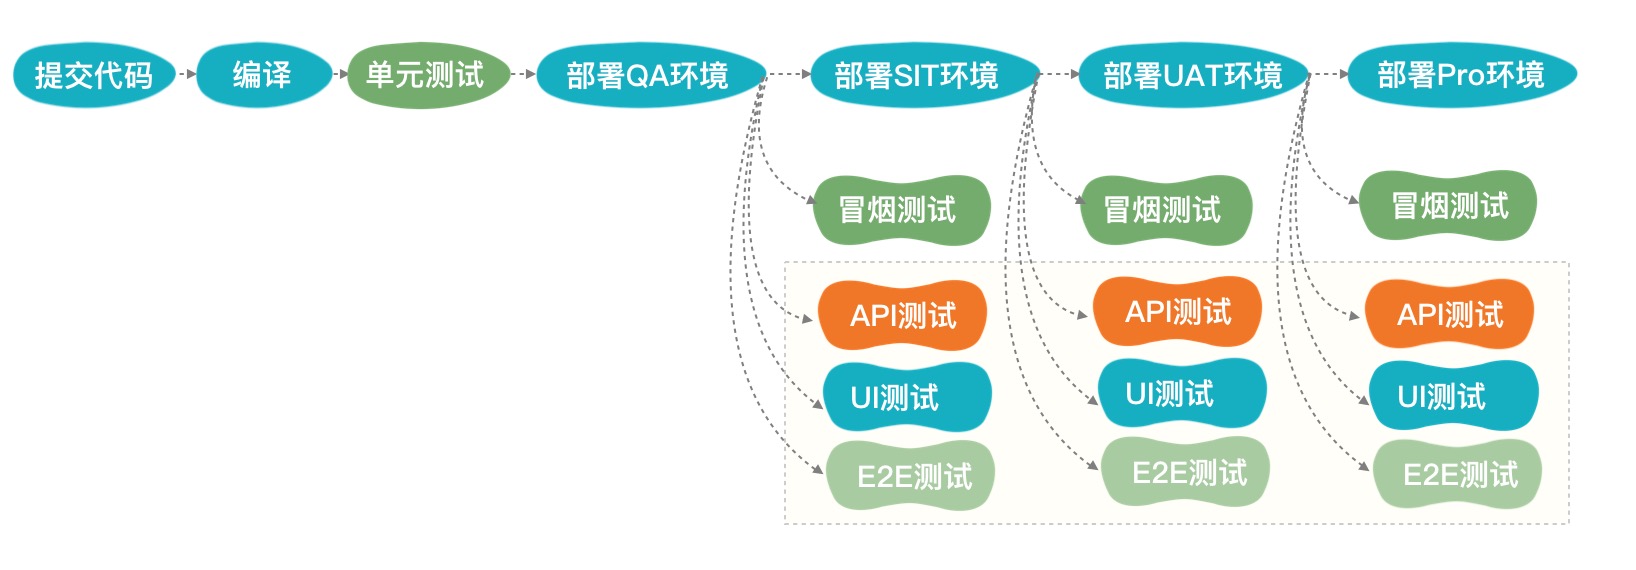 提交代码
编译
单元测试
部署QA环境
部署SIT环境
部署UAT环境
部署Pro环境
冒烟测试
冒烟测试
冒烟测试
API测试
API测试
API测试
UI测试
UI测试
UI测试
E2E测试
E2E测试
E2E测试